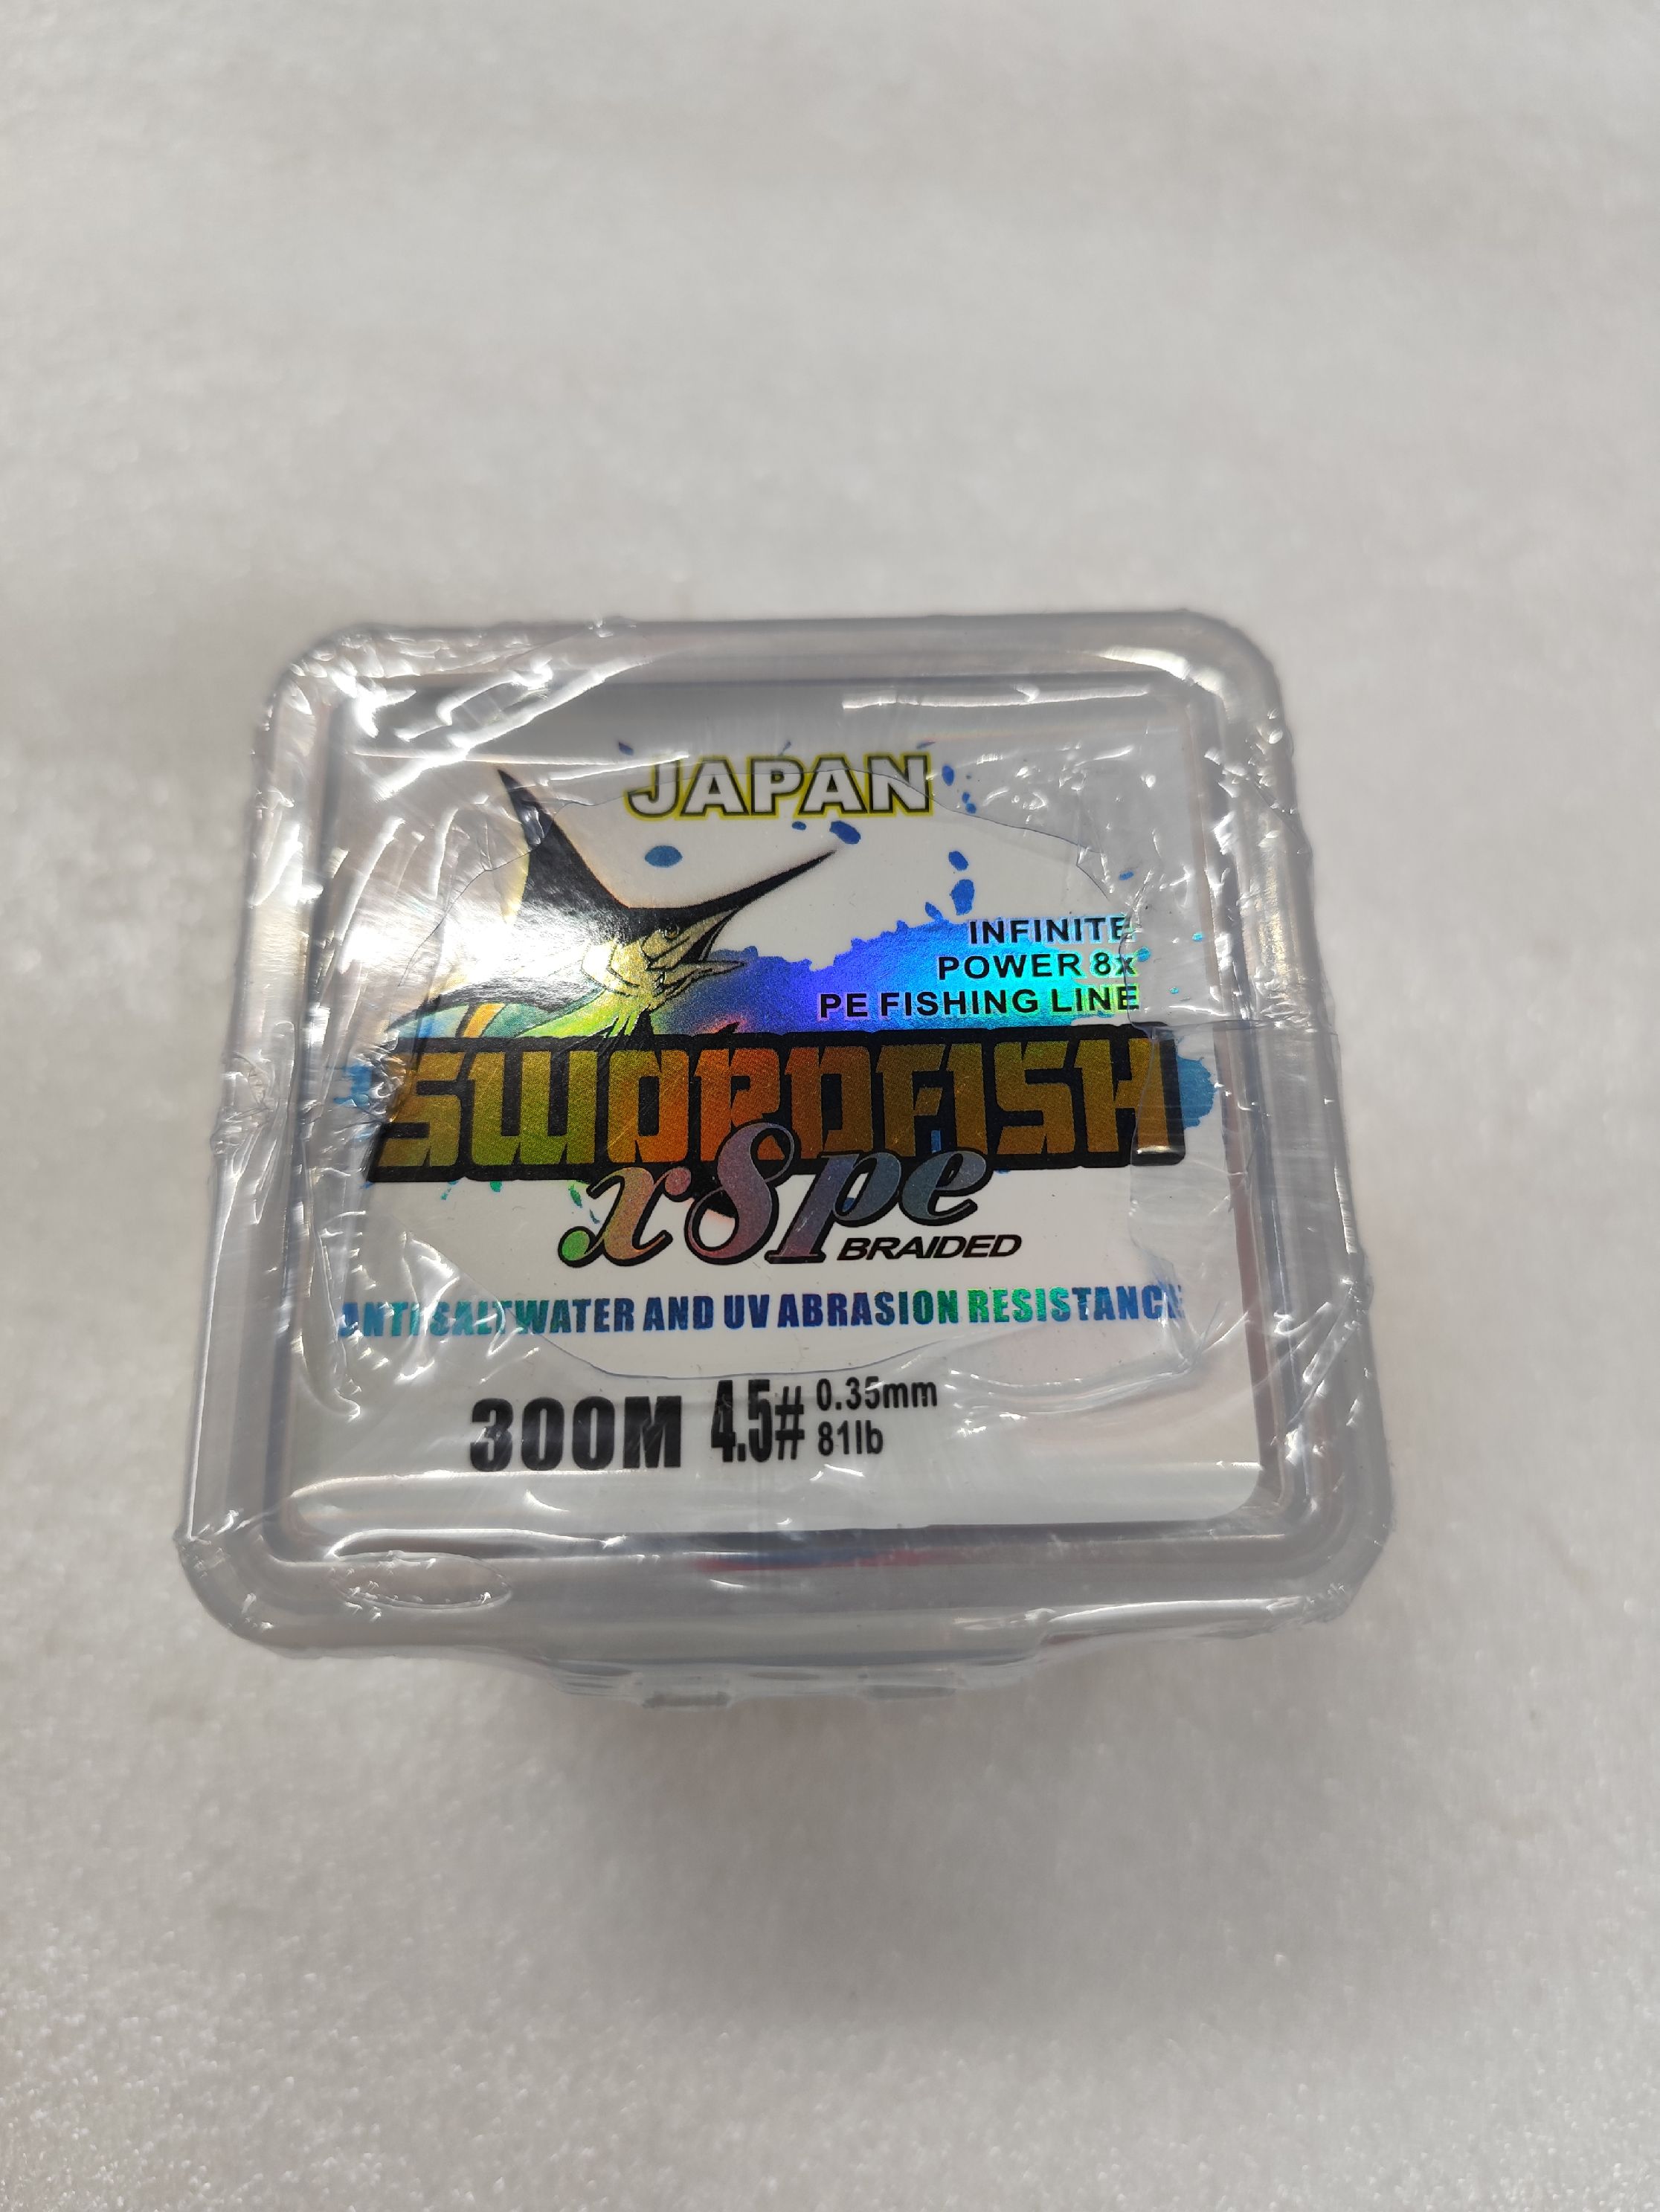 JAPAN
INFINITE
POWER 8x
PE FISHING LINE
SWORDFISH
x8pe
BRAIDED
ANTI SALTWATER AND UV ABRASION RESISTANCE
300M 4.5# 0.35mm
81lb